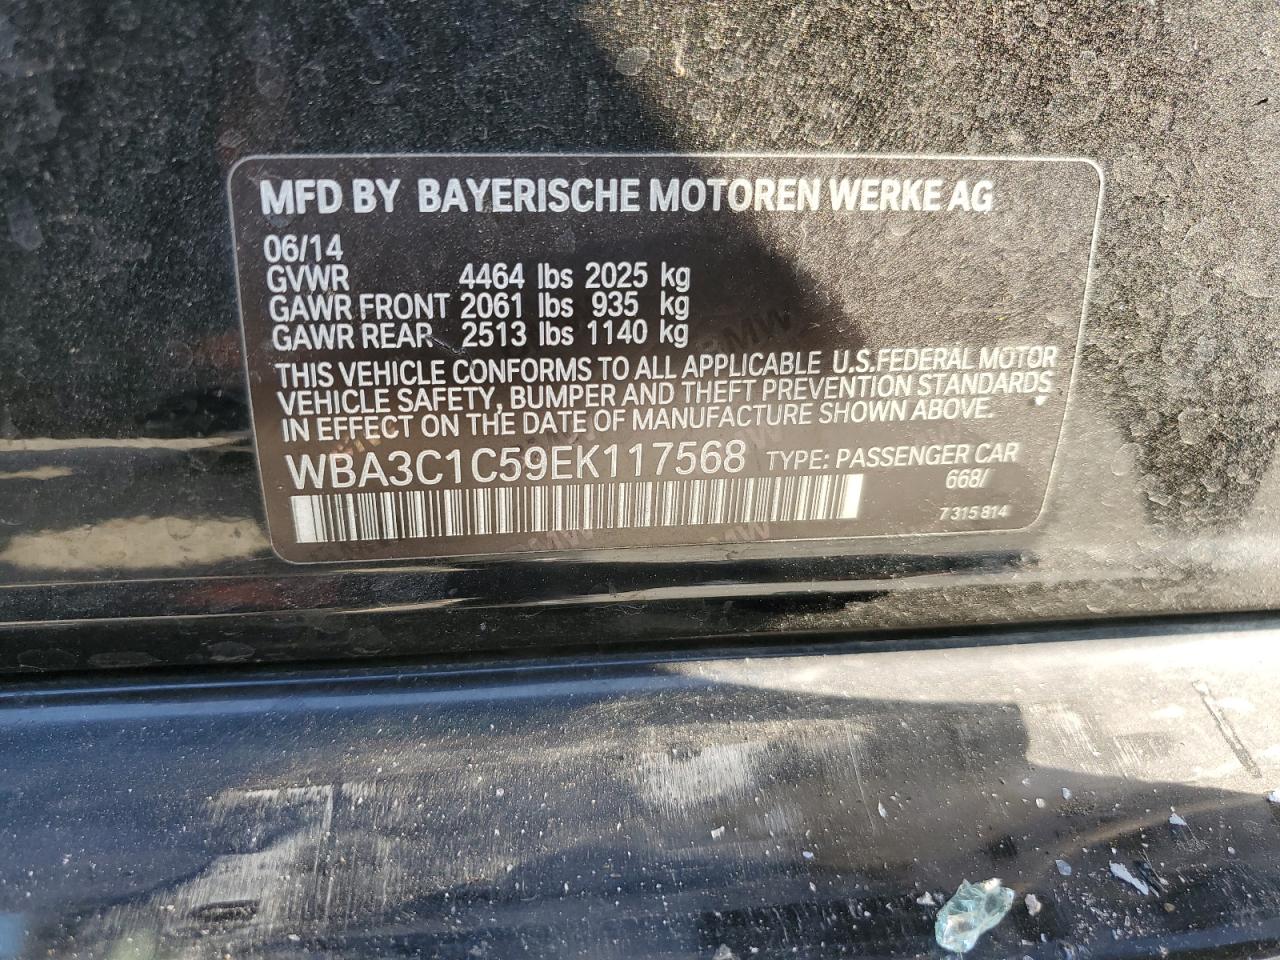 MFD BY BAYERISCHE MOTOREN WERKE AG
06/14
GVWR 4464 lbs 2025 kg
GAWR FRONT 2061 lbs 935 kg
GAWR REAR 2513 lbs 1140 kg
THIS VEHICLE CONFORMS TO ALL APPLICABLE U.S.FEDERAL MOTOR
VEHICLE SAFETY, BUMPER AND THEFT PREVENTION STANDARDS
IN EFFECT ON THE DATE OF MANUFACTURE SHOWN ABOVE.
WBA3C1C59EK117568 TYPE: PASSENGER CAR
668/
7 315 814